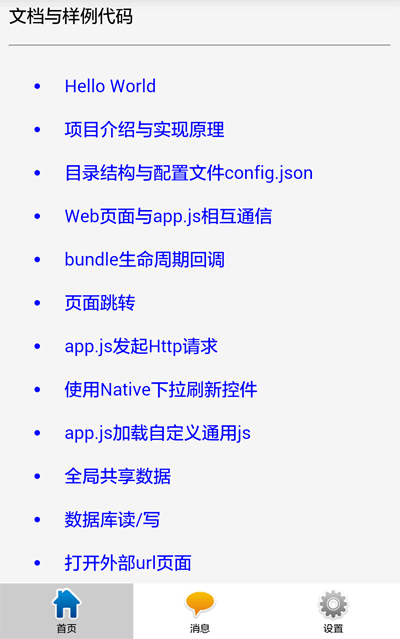 文档与样例代码
• Hello World
• 项目介绍与实现原理
• 目录结构与配置文件config.json
• Web页面与app.js相互通信
• bundle生命周期回调
• 页面跳转
• app.js发起Http请求
• 使用Native下拉刷新控件
• app.js加载自定义通用js
• 全局共享数据
• 数据库读/写
• 打开外部url页面
首页 消息 设置